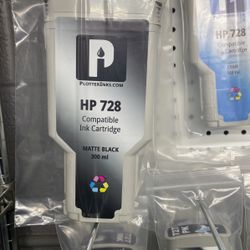 P
PLOTTERINKS.COM
HP 728
Compatible
Ink Cartridge
MATTE BLACK
300 ml